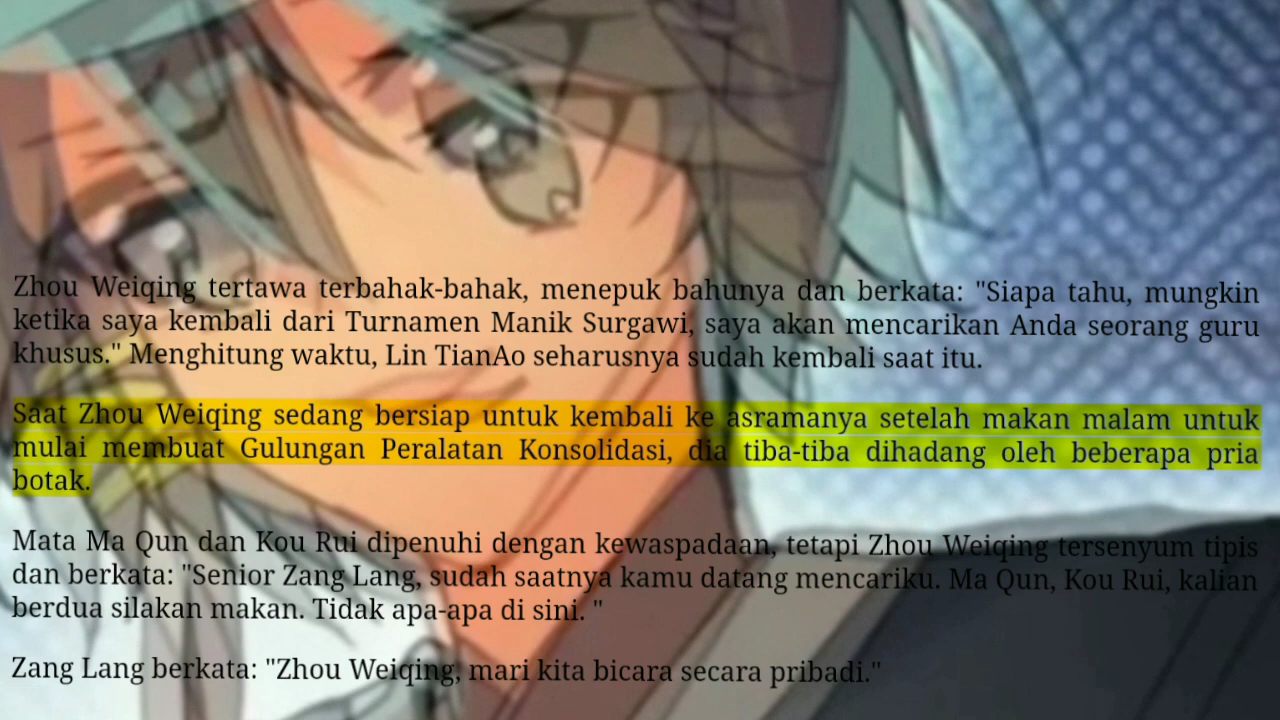 Zhou Weiqing tertawa terbahak-bahak, menepuk bahunya dan berkata: "Siapa tahu, mungkin
ketika saya kembali dari Turnamen Manik Surgawi, saya akan mencarikan Anda seorang guru
khusus." Menghitung waktu, Lin TianAo seharusnya sudah kembali saat itu.
Saat Zhou Weiqing sedang bersiap untuk kembali ke asramanya setelah makan malam untuk
mulai membuat Gulungan Peralatan Konsolidasi, dia tiba-tiba dihadang oleh beberapa pria
botak.
Mata Ma Qun dan Kou Rui dipenuhi dengan kewaspadaan, tetapi Zhou Weiqing tersenyum tipis
dan berkata: "Senior Zang Lang, sudah saatnya kamu datang mencariku. Ma Qun, Kou Rui, kalian
berdua silakan makan. Tidak apa-apa di sini. "
Zang Lang berkata: "Zhou Weiqing, mari kita bicara secara pribadi."